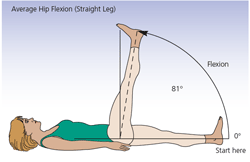 Average Hip Flexion (Straight Leg)
Flexion
81°
0°
Start here